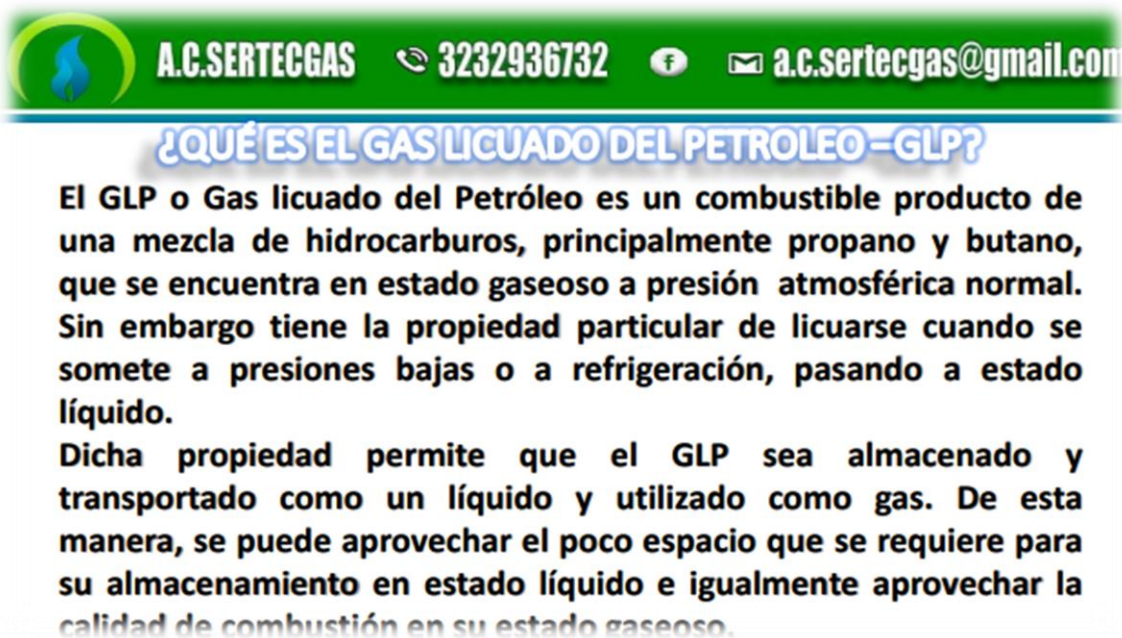 A.C.SERTECGAS 3232936732 a.c.sertecgas@gmail.com
¿QUÉ ES EL GAS LICUADO DEL PETROLEO–GLP?
El GLP o Gas licuado del Petróleo es un combustible producto de
una mezcla de hidrocarburos, principalmente propano y butano,
que se encuentra en estado gaseoso a presión atmosférica normal.
Sin embargo tiene la propiedad particular de licuarse cuando se
somete a presiones bajas o a refrigeración, pasando a estado
líquido.
Dicha propiedad permite que el GLP sea almacenado y
transportado como un líquido y utilizado como gas. De esta
manera, se puede aprovechar el poco espacio que se requiere para
su almacenamiento en estado líquido e igualmente aprovechar la
calidad de combustión en su estado gaseoso.